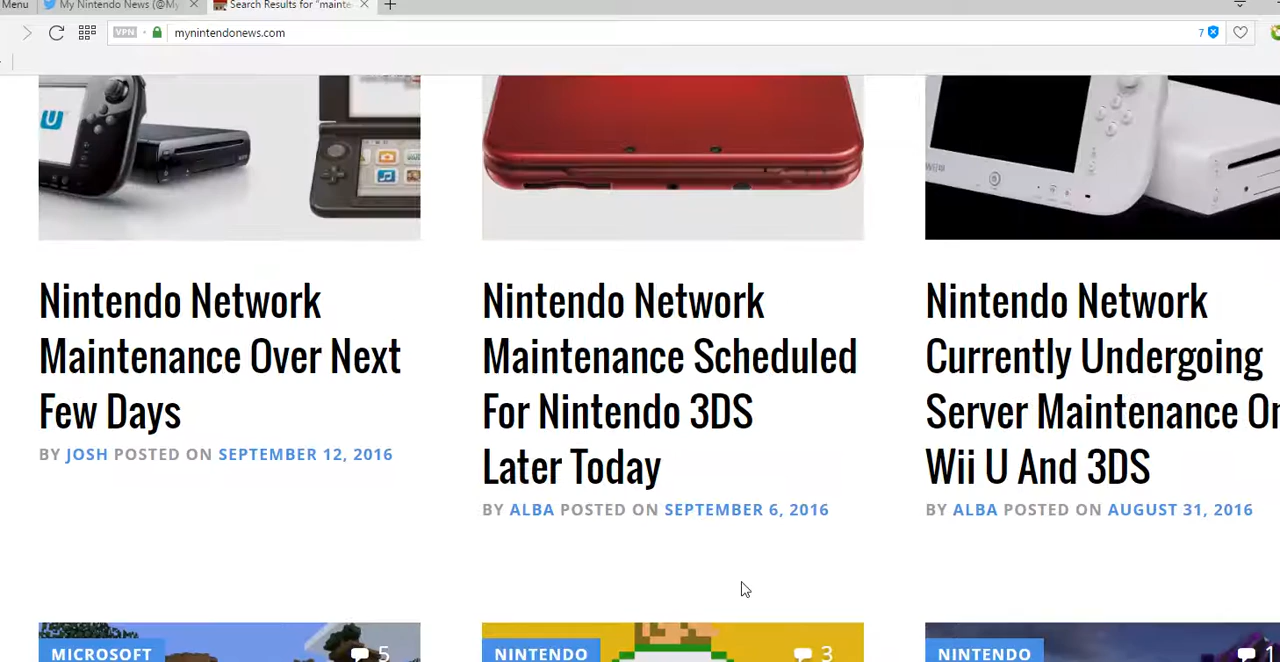 Menu
My Nintendo News (@My
Search Results for "mainte
VPN
mynintendonews.com
7
U
Nintendo Network
Maintenance Over Next
Few Days
BY JOSH POSTED ON SEPTEMBER 12, 2016
Nintendo Network
Maintenance Scheduled
For Nintendo 3DS
Later Today
BY ALBA POSTED ON SEPTEMBER 6, 2016
Nintendo Network
Currently Undergoing
Server Maintenance On
Wii U And 3DS
BY ALBA POSTED ON AUGUST 31, 2016
MICROSOFT
5
NINTENDO
3
NINTENDO
1